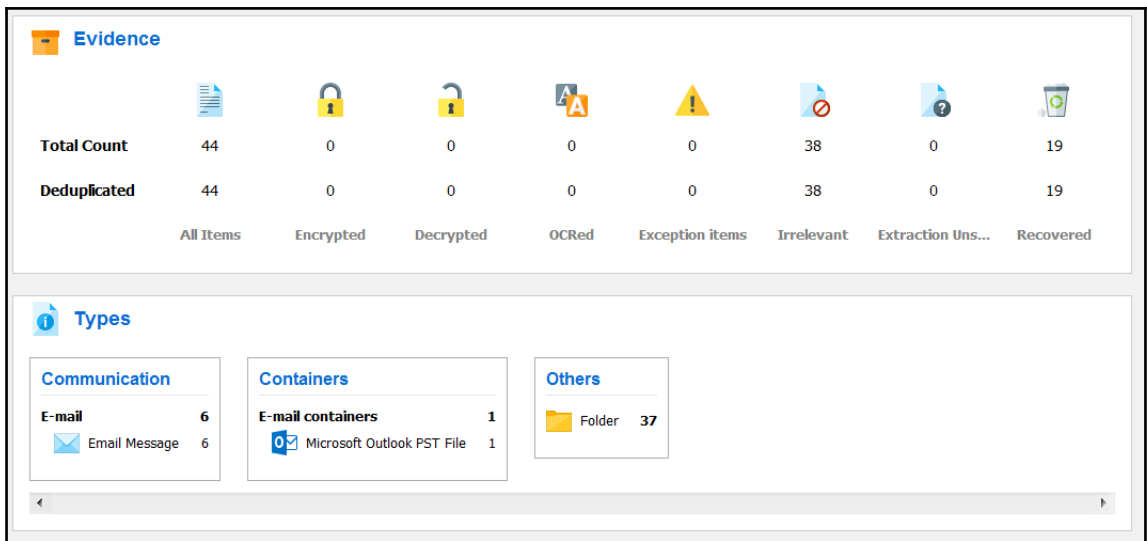 Evidence
Total Count 44 0 0 0 0 38 0 19
Deduplicated 44 0 0 0 0 38 0 19
All Items Encrypted Decrypted OCRed Exception items Irrelevant Extraction Uns... Recovered
Types
Communication
E-mail 6
Email Message 6
Containers
E-mail containers 1
Microsoft Outlook PST File 1
Others
Folder 37